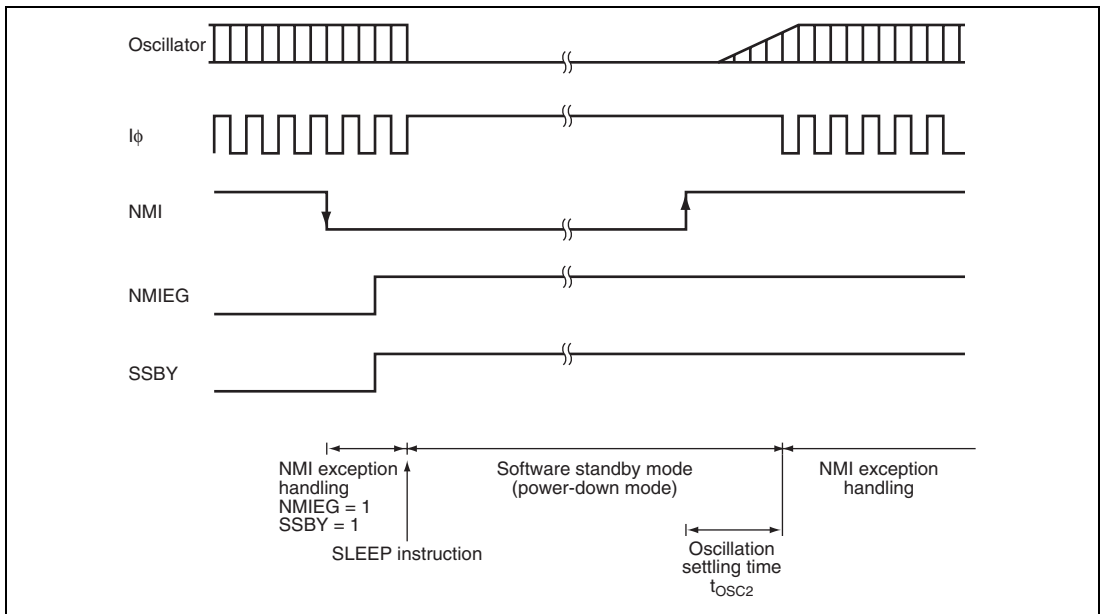 Oscillator
Iϕ
NMI
NMIEG
SSBY
NMI exception
handling
NMIEG = 1
SSBY = 1
SLEEP instruction
Software standby mode
(power-down mode)
NMI exception
handling
Oscillation
settling time
tOSC2